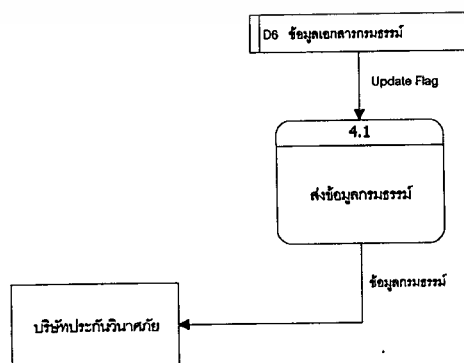 D6 ข้อมูลเอกสารกรมธรรม์
Update Flag
4.1
ส่งข้อมูลกรมธรรม์
ข้อมูลกรมธรรม์
บริษัทประกันวินาศภัย